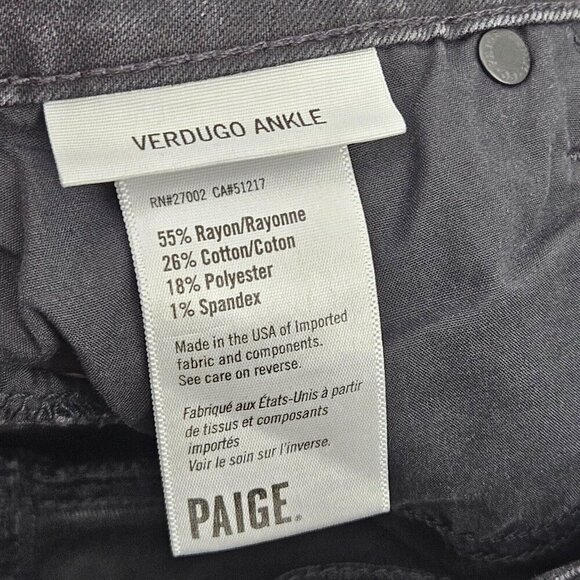 VERDUGO ANKLE
RN#27002 CA#51217
55% Rayon/Rayonne
26% Cotton/Coton
18% Polyester
1% Spandex
Made in the USA of Imported
fabric and components.
See care on reverse.
Fabriqué aux États-Unis à partir
de tissus et composants
importés
Voir le soin sur l'inverse.
PAIGE.